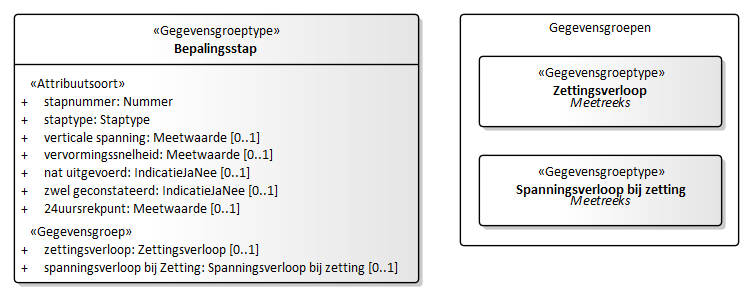 «Gegevensgroeptype»
Bepalingsstap
«Attribuutsoort»
+ stapnummer: Nummer
+ staptype: Staptype
+ verticale spanning: Meetwaarde [0..1]
+ vervormingssnelheid: Meetwaarde [0..1]
+ nat uitgevoerd: IndicatieJaNee [0..1]
+ zwel geconstateerd: IndicatieJaNee [0..1]
+ 24uursrekpunt: Meetwaarde [0..1]
«Gegevensgroep»
+ zettingsverloop: Zettingsverloop [0..1]
+ spanningsverloop bij Zetting: Spanningsverloop bij zetting [0..1]
Gegevensgroepen
«Gegevensgroeptype»
Zettingsverloop
Meetreeks
«Gegevensgroeptype»
Spanningsverloop bij zetting
Meetreeks